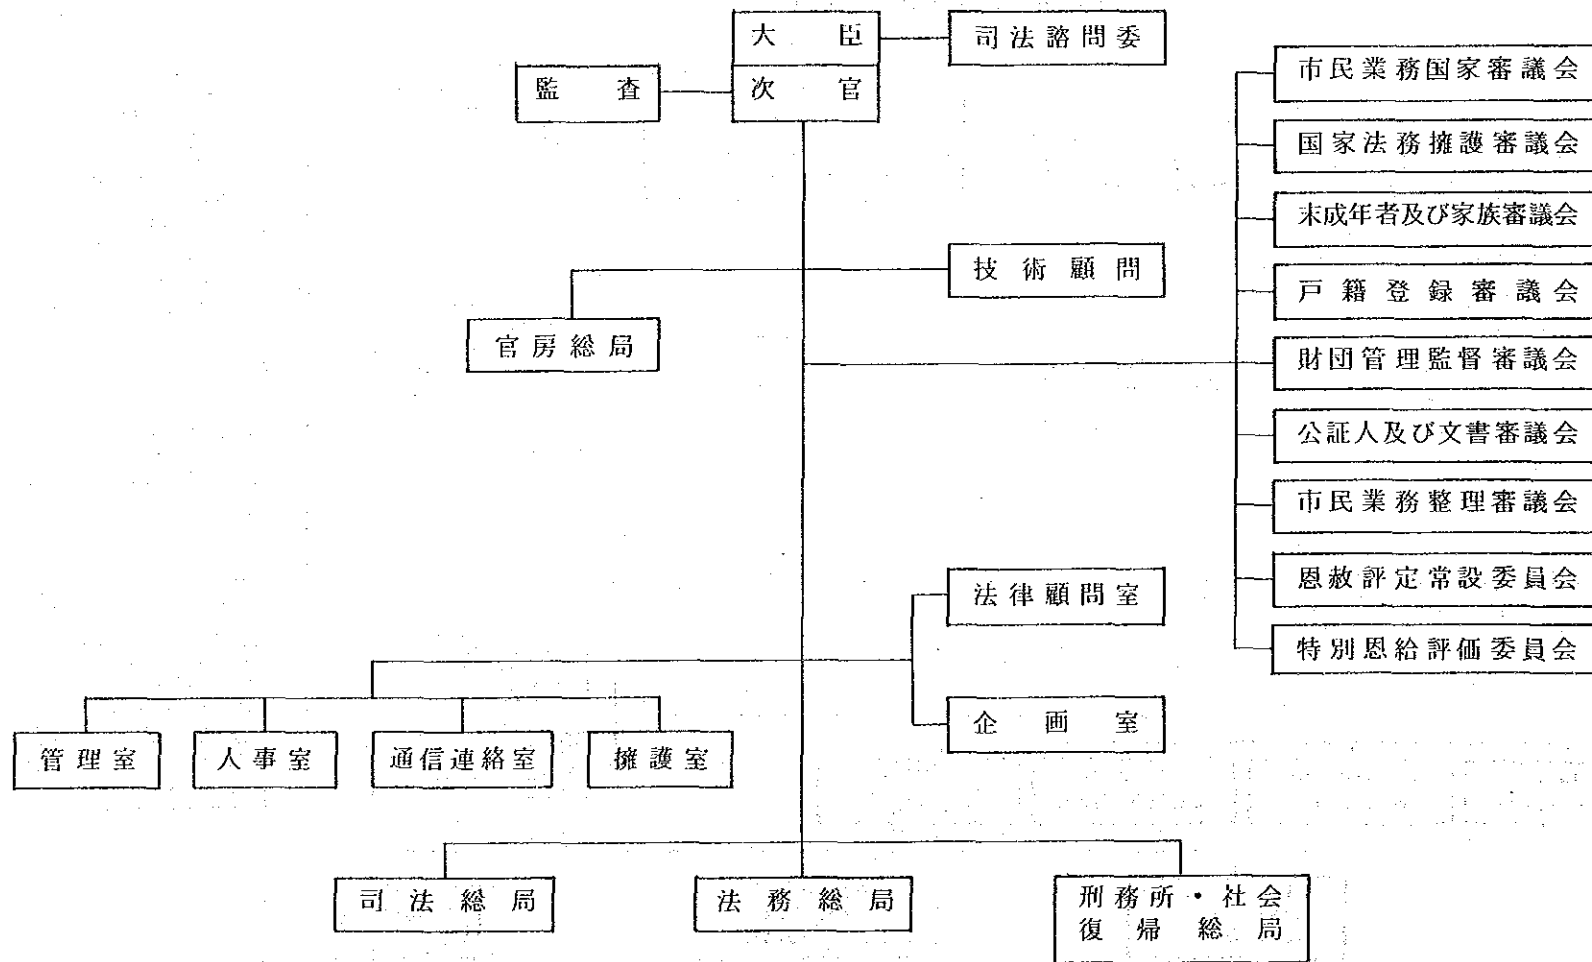 大臣
司法諮問委
監査
次官
市民業務国家審議会
国家法務擁護審議会
末成年者及び家族審議会
戸籍登録審議会
財団管理監督審議会
公証人及び文書審議会
市民業務整理審議会
恩赦評定常設委員会
特別恩給評価委員会
技術顧問
官房総局
法律顧問室
企画室
管理室
人事室
通信連絡室
擁護室
司法総局
法務総局
刑務所・社会
復帰総局